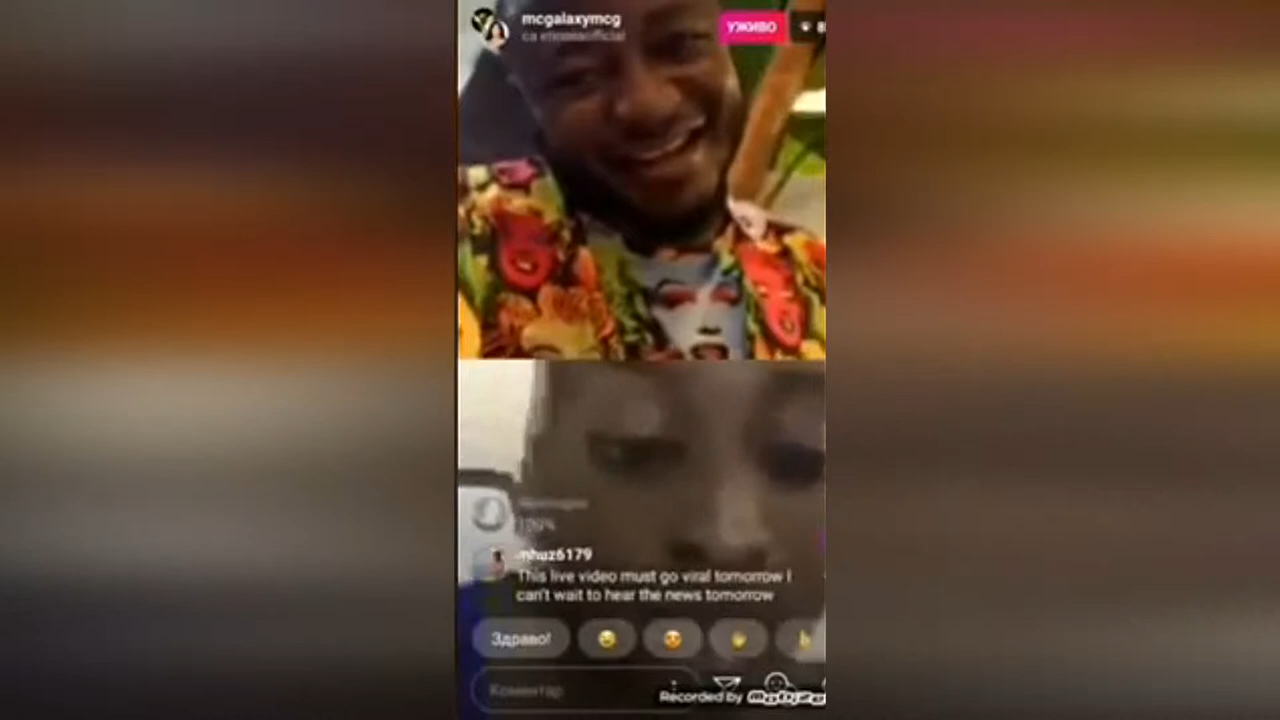 mcgalaxymcg
УЖИВО
са
mhuz6179
This live video must go viral tomorrow I
can't wait to hear the news tomorrow
Здраво!
Коментар
Recorded by